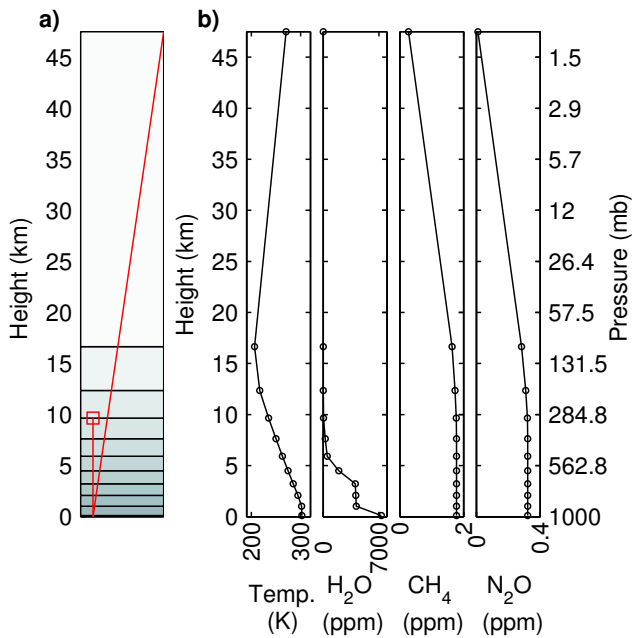 a)
b)
45
40
35
30
25
20
15
10
5
0
Height (km)
45
40
35
30
25
20
15
10
5
0
Height (km)
200
300
Temp.
(K)
0
7000
H₂O
(ppm)
0
2
CH₄
(ppm)
0
0.4
N₂O
(ppm)
1.5
2.9
5.7
12
26.4
57.5
131.5
284.8
562.8
1000
Pressure (mb)